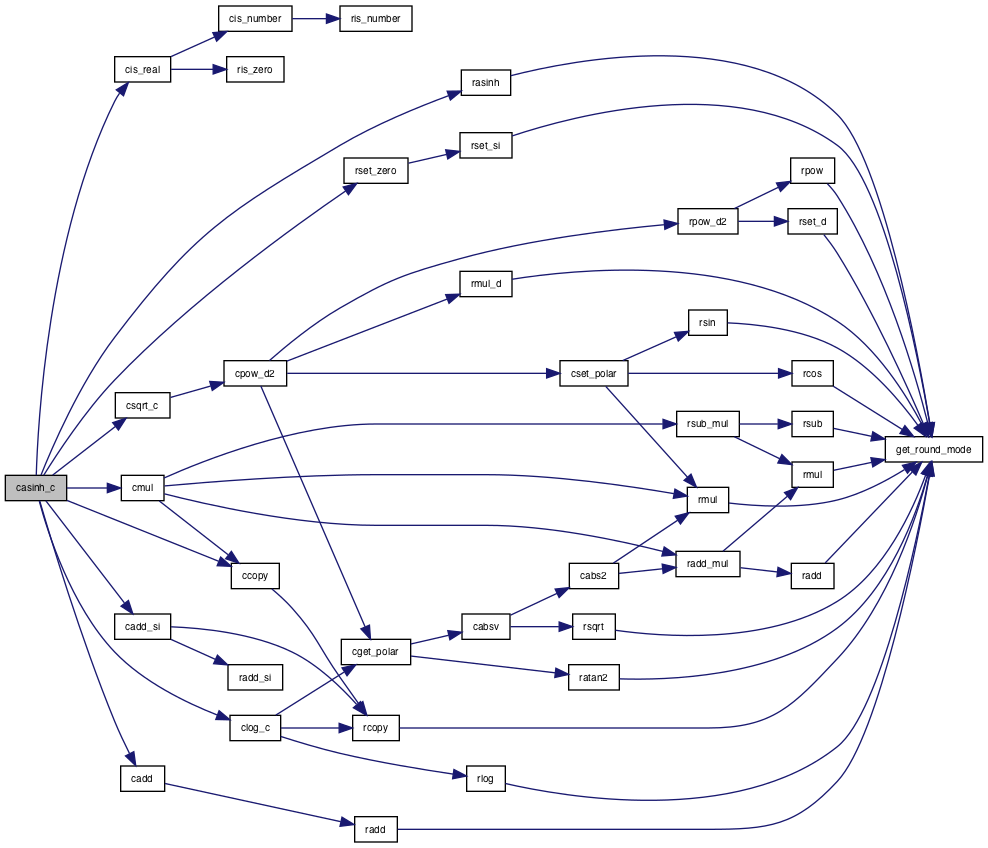 cis_number
ris_number
cis_real
ris_zero
rasinh
rset_si
rset_zero
rpow
rpow_d2
rset_d
rmul_d
rsin
cpow_d2
cset_polar
rcos
csqrt_c
rsub_mul
rsub
get_round_mode
casinh_c
cmul
rmul
rmul
ccopy
cabs2
radd_mul
radd
cadd_si
cabsv
rsqrt
cget_polar
radd_si
ratan2
clog_c
rcopy
cadd
rlog
radd